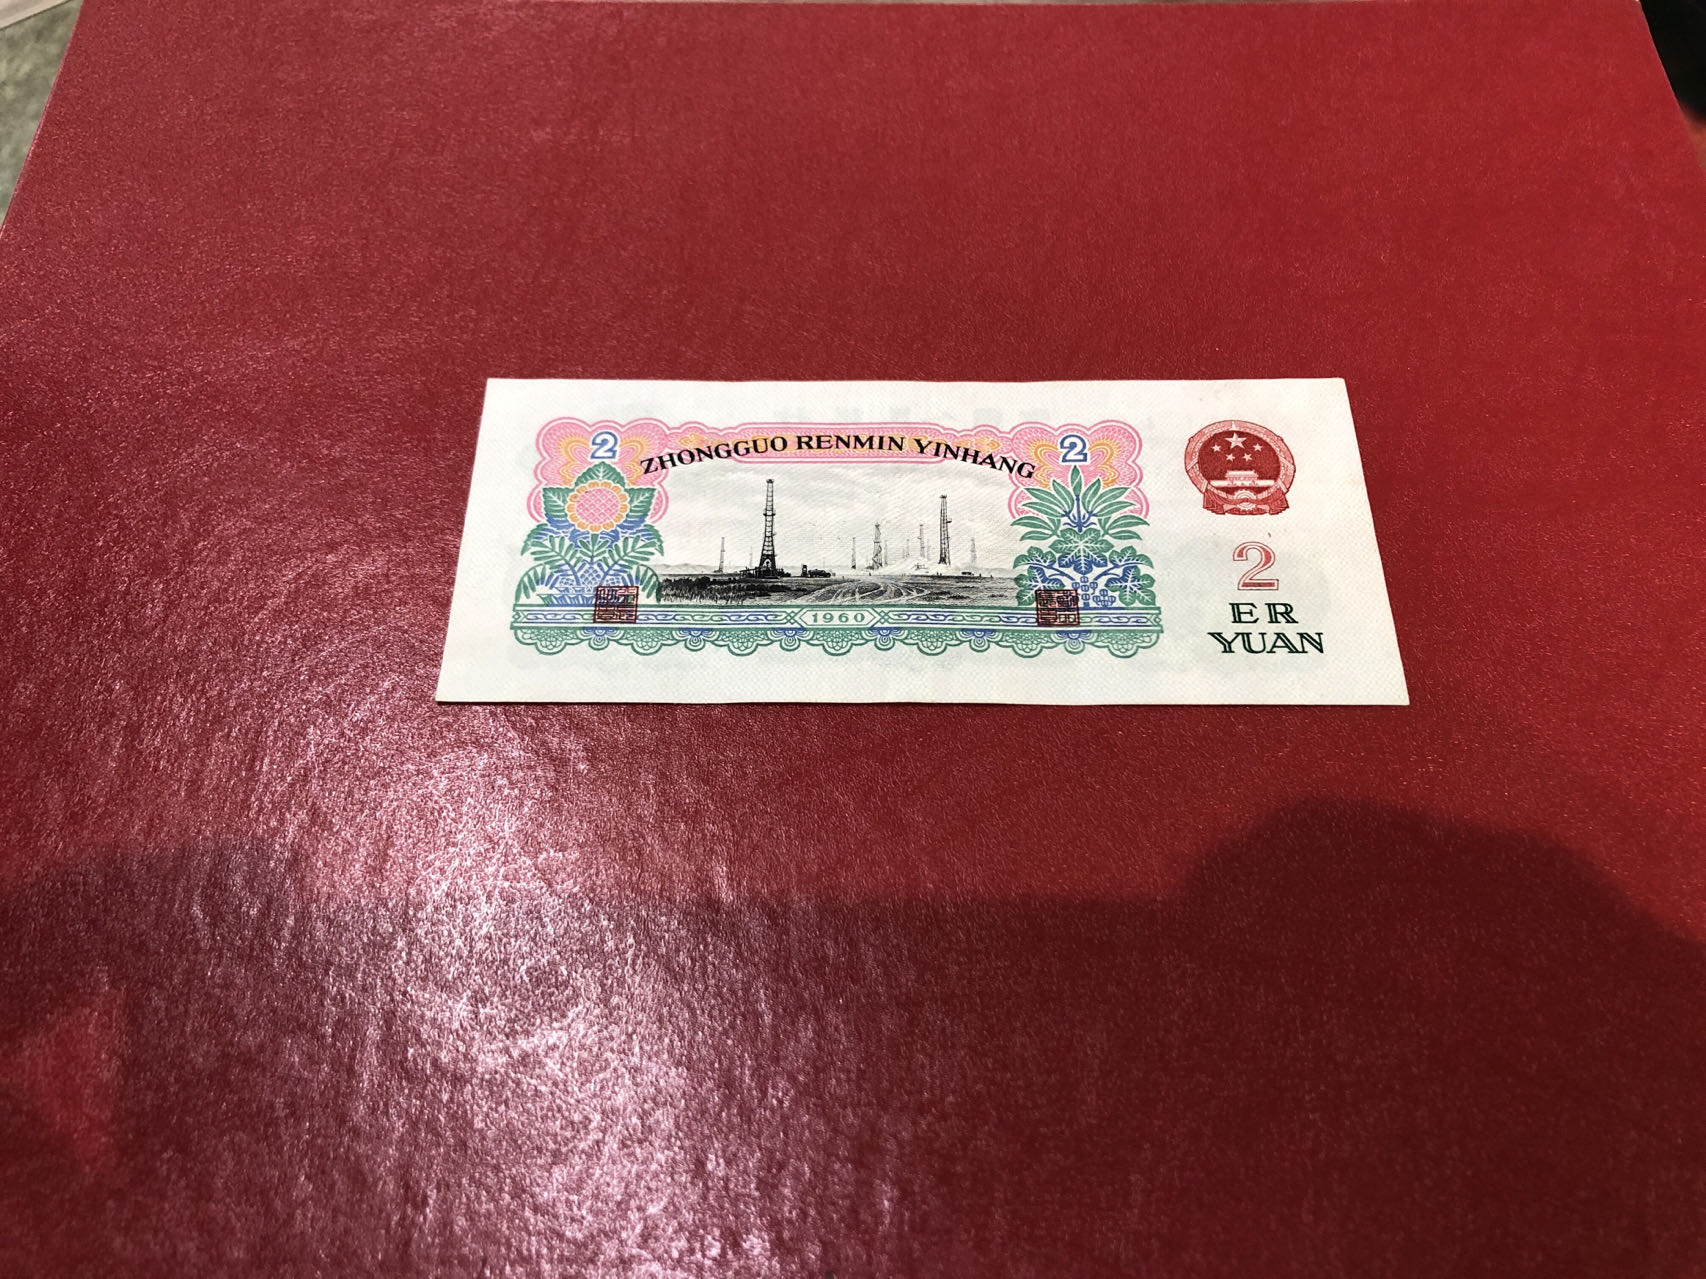 2 ZHONGGUO RENMIN YINHANG 2
1960
2
ER
YUAN